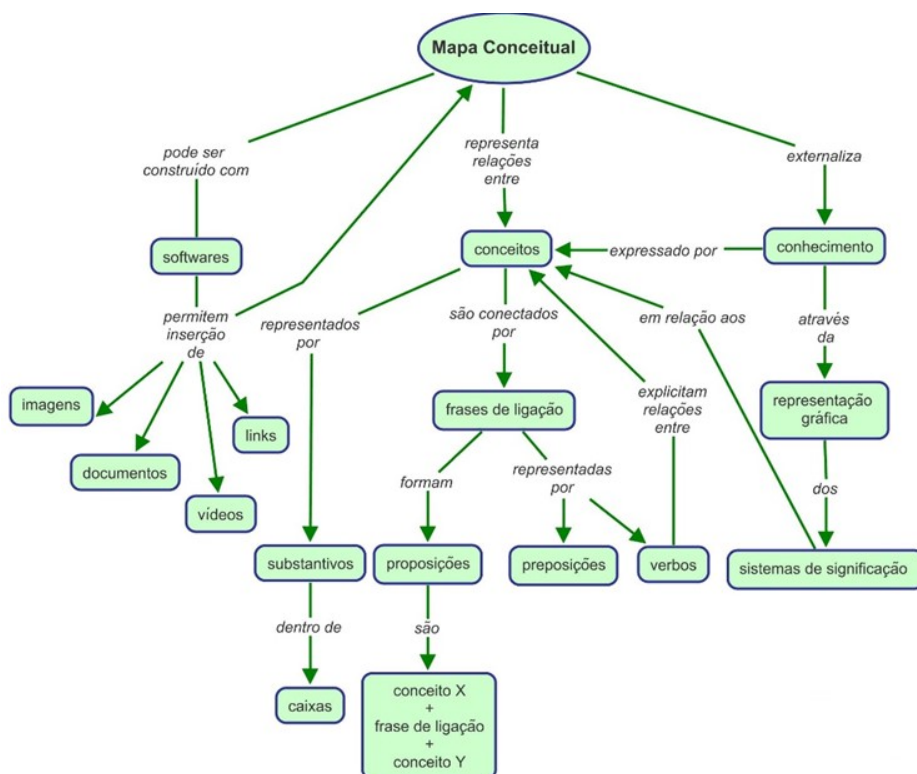 Mapa Conceitual
pode ser
construído com
representa
relações
entre
externaliza
softwares
conceitos
expressado por
conhecimento
permitem
inserção
de
representados
por
são conectados
por
em relação aos
através
da
imagens
links
documentos
vídeos
frases de ligação
explicitam
relações
entre
representação
gráfica
formam
representadas
por
dos
substantivos
proposições
preposições
verbos
sistemas de significação
dentro de
são
caixas
conceito X
+
frase de ligação
+
conceito Y